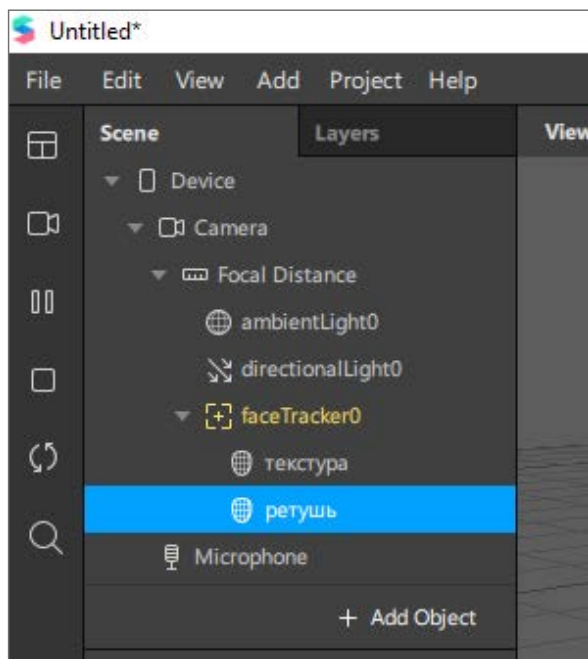 Untitled*
File Edit View Add Project Help
Scene Layers View
Device
Camera
Focal Distance
ambientLight0
directionalLight0
faceTracker0
текстура
ретушь
Microphone
+ Add Object